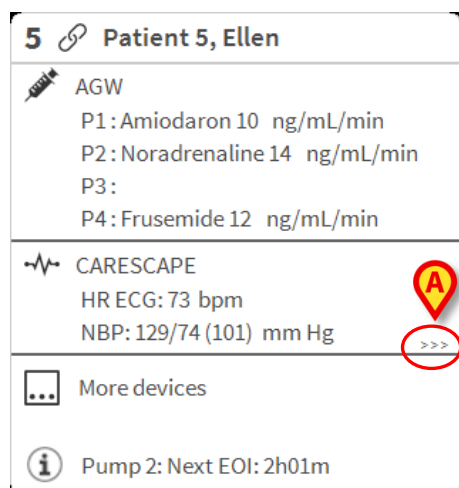 5 Patient 5, Ellen
AGW
P1: Amiodaron 10 ng/mL/min
P2: Noradrenaline 14 ng/mL/min
P3:
P4: Frusemide 12 ng/mL/min
CARESCAPE
HR ECG: 73 bpm
A
NBP: 129/74 (101) mm Hg
>>>
More devices
Pump 2: Next EOI: 2h01m